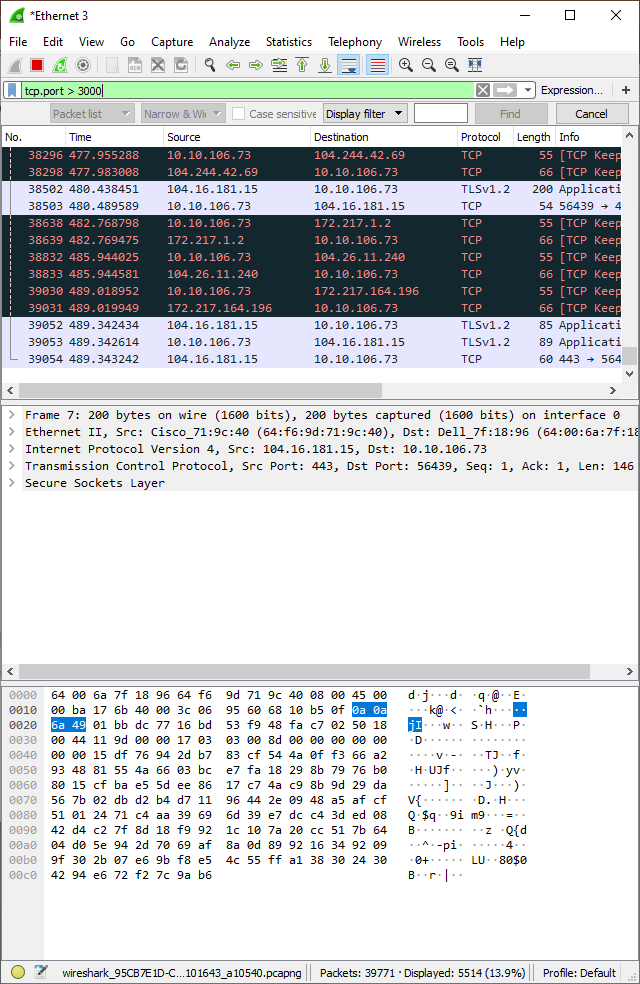 *Ethernet 3
File Edit View Go Capture Analyze Statistics Telephony Wireless Tools Help
tcp.port > 3000 Expression... +
Packet list Narrow & Wi Case sensitive Display filter Find Cancel
No. Time Source Destination Protocol Length Info
38296 477.955288 10.10.106.73 104.244.42.69 TCP 55 [TCP Keep
38298 477.983008 104.244.42.69 10.10.106.73 TCP 66 [TCP Keep
38502 480.438451 104.16.181.15 10.10.106.73 TLSv1.2 200 Applicati
38503 480.489589 10.10.106.73 104.16.181.15 TCP 54 56439 → 4
38638 482.768798 10.10.106.73 172.217.1.2 TCP 55 [TCP Keep
38639 482.769475 172.217.1.2 10.10.106.73 TCP 66 [TCP Keep
38832 485.944025 10.10.106.73 104.26.11.240 TCP 55 [TCP Keep
38833 485.944581 104.26.11.240 10.10.106.73 TCP 66 [TCP Keep
39030 489.018952 10.10.106.73 172.217.164.196 TCP 55 [TCP Keep
39031 489.019949 172.217.164.196 10.10.106.73 TCP 66 [TCP Keep
39052 489.342434 104.16.181.15 10.10.106.73 TLSv1.2 85 Applicati
39053 489.342614 104.16.181.15 10.10.106.73 TLSv1.2 89 Applicati
39054 489.343242 104.16.181.15 10.10.106.73 TCP 60 443 → 564
Frame 7: 200 bytes on wire (1600 bits), 200 bytes captured (1600 bits) on interface 0
Ethernet II, Src: Cisco_71:9c:40 (64:f6:9d:71:9c:40), Dst: Dell_7f:18:96 (64:00:6a:7f:18
Internet Protocol Version 4, Src: 104.16.181.15, Dst: 10.10.106.73
Transmission Control Protocol, Src Port: 443, Dst Port: 56439, Seq: 1, Ack: 1, Len: 146
Secure Sockets Layer
0000 64 00 6a 7f 18 96 64 f6 9d 71 9c 40 08 00 45 00 d·j···d· ·q·@··E·
0010 00 ba 17 6b 40 00 3c 06 95 60 68 10 b5 0f 0a 0a ···k@·<· ·`h·····
0020 6a 49 01 bb dc 77 16 bd 53 f9 48 fa c7 02 50 18 jI···w·· S·H···P·
0030 00 44 11 9d 00 00 17 03 03 00 8d 00 00 00 00 00 ·D······ ········
0040 00 00 15 df 76 94 2d b7 83 cf 54 4a 0f f3 66 a2 ····v·-· ··TJ··f·
0050 93 48 81 55 4a 66 03 bc e7 fa 18 29 8b 79 76 b0 ·H·UJf·· ···)·yv·
0060 80 15 cf ba e5 5d ee 86 17 c7 4a c9 8b 9d 29 da ·····]·· ··J···)·
0070 56 7b 02 db d2 b4 d7 11 96 44 2e 09 48 a5 af cf V{······ ·D.·H···
0080 51 01 24 71 c4 aa 39 69 6d 39 e7 dc c4 3d ed 08 Q·$q··9i m9···=··
0090 42 d4 c2 7f 8d 18 f9 92 1c 10 7a 20 cc 51 7b 64 B······· ··z ·Q{d
00a0 04 d0 5e 94 2d 70 69 af 8a 0d 89 92 16 34 92 09 ··^·-pi· ·····4··
00b0 9f 30 2b 07 e6 9b f8 e5 4c 55 ff a1 38 30 24 30 ·0+····· LU··80$0
00c0 42 94 e6 72 f2 7c 9a b6 B··r·|··
wireshark_95CB7E1D-C...101643_a10540.pcapng Packets: 39771 · Displayed: 5514 (13.9%) Profile: Default